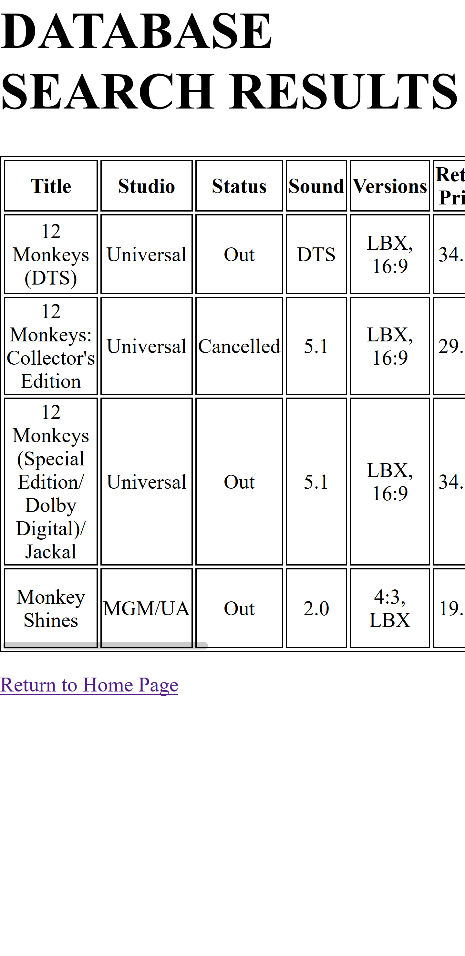 DATABASE
SEARCH RESULTS
Title Studio Status Sound Versions Ret
Pri
12
Monkeys
(DTS) Universal Out DTS LBX,
16:9 34.
12
Monkeys:
Collector's
Edition Universal Cancelled 5.1 LBX,
16:9 29.
12
Monkeys
(Special
Edition/
Dolby
Digital)/
Jackal Universal Out 5.1 LBX,
16:9 34.
Monkey
Shines MGM/UA Out 2.0 4:3,
LBX 19.
Return to Home Page